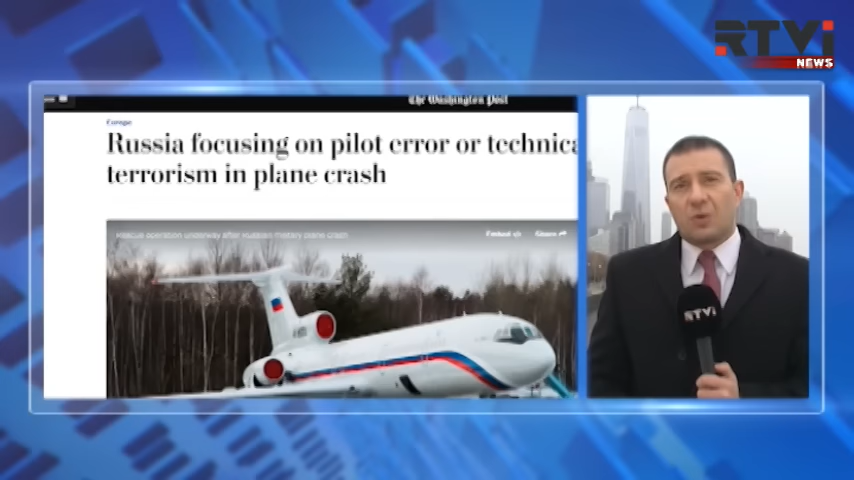 RTVi
NEWS
The Washington Post
Europe
Russia focusing on pilot error or technica
terrorism in plane crash
Rescue operation underway after Russian military plane crash
Embed
Share
RTVi